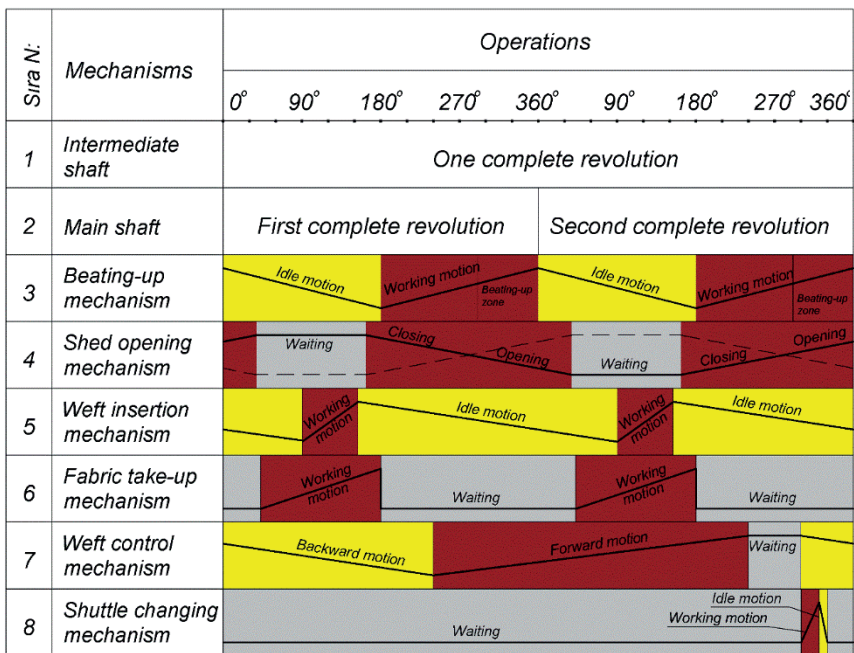 Sıra N:
Mechanisms
Operations
0° 90° 180° 270° 360° 90° 180° 270° 360°
1
Intermediate
shaft
One complete revolution
2
Main shaft
First complete revolution
Second complete revolution
3
Beating-up
mechanism
Idle motion
Working motion
Beating-up
zone
Idle motion
Working motion
Beating-up
zone
4
Shed opening
mechanism
Waiting
Closing
Opening
Waiting
Closing
Opening
5
Weft insertion
mechanism
Working
motion
Idle motion
Working
motion
Idle motion
6
Fabric take-up
mechanism
Working
motion
Waiting
Working
motion
Waiting
7
Weft control
mechanism
Backward motion
Forward motion
Waiting
8
Shuttle changing
mechanism
Waiting
Idle motion
Working motion